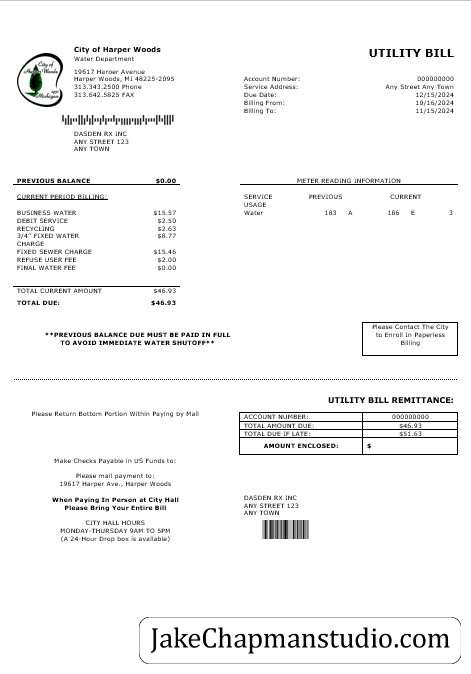 City of Harper Woods
Water Department
19617 Harper Avenue
Harper Woods, MI 48225-2095
313.343.2500 Phone
313.642.5825 FAX
City of
Harper Woods
Michigan
UTILITY BILL
Account Number: 000000000
Service Address: Any Street Any Town
Due Date: 12/15/2024
Billing From: 10/16/2024
Billing To: 11/15/2024
DASDEN RX INC
ANY STREET 123
ANY TOWN
PREVIOUS BALANCE $0.00
CURRENT PERIOD BILLING:
BUSINESS WATER $15.57
DEBIT SERVICE $2.50
RECYCLING $2.63
3/4" FIXED WATER $8.77
CHARGE
FIXED SEWER CHARGE $15.46
REFUSE USER FEE $2.00
FINAL WATER FEE $0.00
TOTAL CURRENT AMOUNT $46.93
TOTAL DUE: $46.93
METER READING INFORMATION
SERVICE PREVIOUS CURRENT
USAGE
Water 183 A 186 E 3
**PREVIOUS BALANCE DUE MUST BE PAID IN FULL
TO AVOID IMMEDIATE WATER SHUTOFF**
Please Contact The City
to Enroll In Paperless
Billing
UTILITY BILL REMITTANCE:
Please Return Bottom Portion Within Paying by Mail
ACCOUNT NUMBER: 000000000
TOTAL AMOUNT DUE: $46.93
TOTAL DUE IF LATE: $51.63
AMOUNT ENCLOSED: $
Make Checks Payable in US Funds to:
Please mail payment to:
19617 Harper Ave., Harper Woods
When Paying In Person at City Hall
Please Bring Your Entire Bill
CITY HALL HOURS
MONDAY-THURSDAY 9AM TO 5PM
(A 24-Hour Drop box is available)
DASDEN RX INC
ANY STREET 123
ANY TOWN
JakeChapmanstudio.com